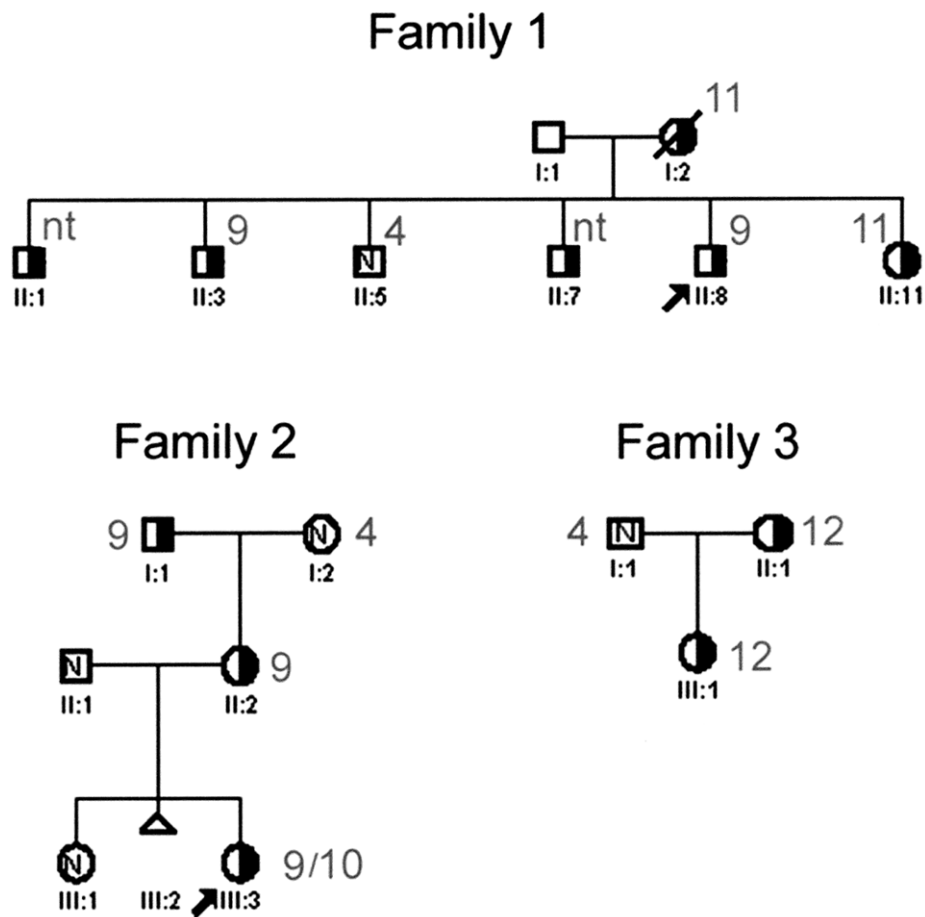 Family 1
11
I:1 I:2
nt 9 4 nt 9 11
N
II:1 II:3 II:5 II:7 II:8 II:11
Family 2 Family 3
9 N 4 4 N 12
I:1 I:2 I:1 II:1
N 9 12
II:1 II:2 III:1
N 9/10
III:1 III:2 III:3